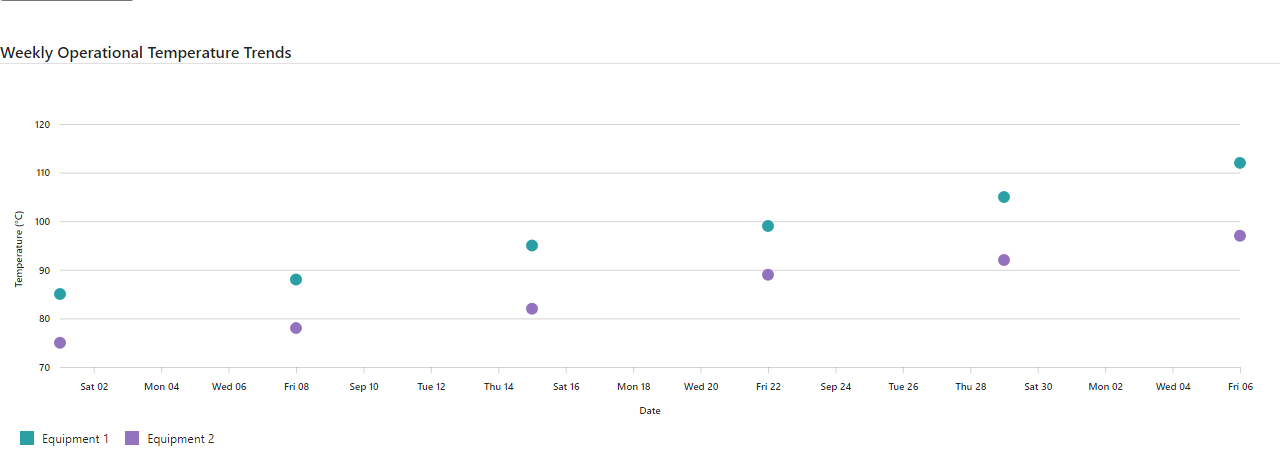 Weekly Operational Temperature Trends
120
110
100
90
80
70
Temperature (°C)
Sat 02 Mon 04 Wed 06 Fri 08 Sep 10 Tue 12 Thu 14 Sat 16 Mon 18 Wed 20 Fri 22 Sep 24 Tue 26 Thu 28 Sat 30 Mon 02 Wed 04 Fri 06
Date
Equipment 1 Equipment 2